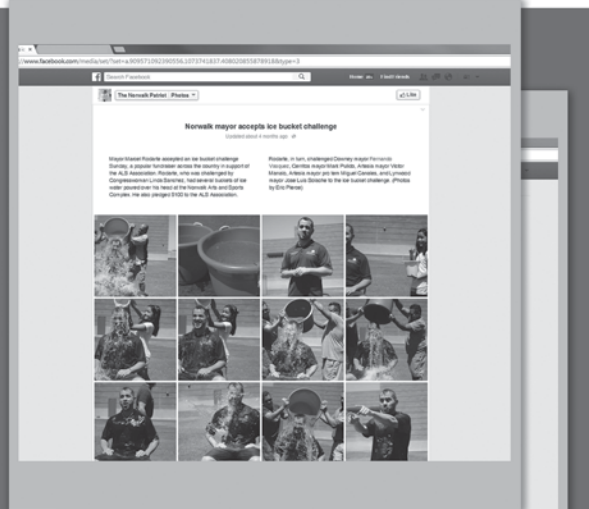 //www.facebook.com/media/set/?set=a.809571092390556.1073741837.408020855878918&type=3
Search Facebook
Home
Find Friends
The Norwalk Patriot Photos
Like
Norwalk mayor accepts ice bucket challenge
Updated about 4 months ago
Mayor Marcel Rodarte accepted an ice bucket challenge
Sunday, a popular fundraiser across the country in support of
the ALS Association. Rodarte, who was challenged by
Congresswoman Linda Sanchez, had several buckets of ice
water poured over his head at the Norwalk Arts and Sports
Complex. He also pledged $100 to the ALS Association.
Rodarte, in turn, challenged Downey mayor Fernando
Vasquez, Cerritos mayor Mark Pulido, Artesia mayor Victor
Manalo, Artesia mayor pro tem Miguel Canales, and Lynwood
mayor Jose Luis Solache to the ice bucket challenge. (Photos
by Eric Pierce)